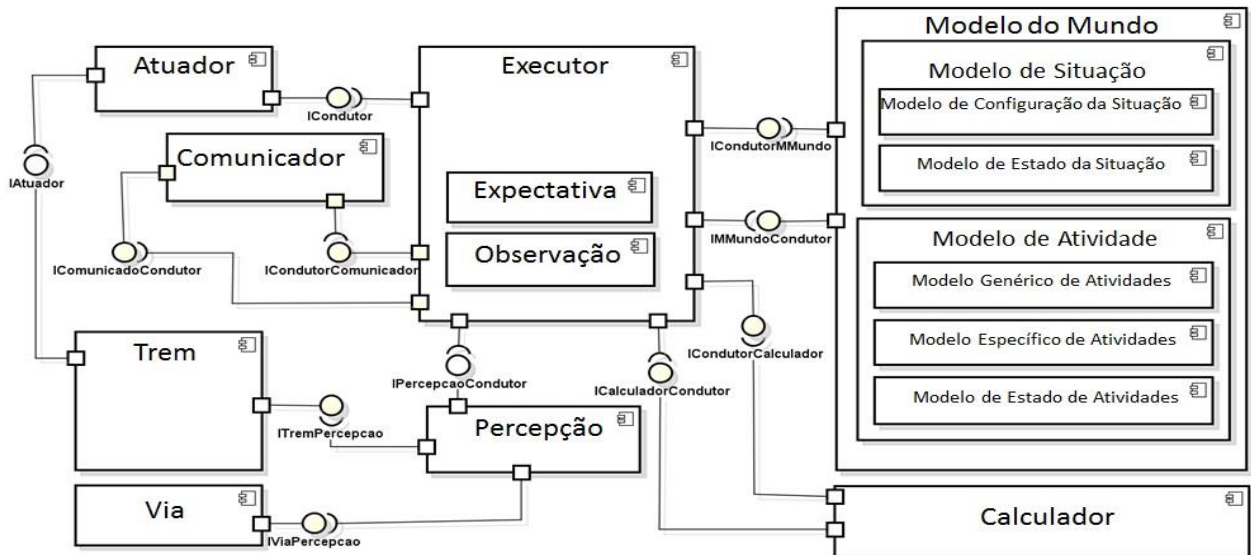 Modelo do Mundo
Atuador
Executor
Modelo de Situação
Modelo de Configuração da Situação
ICondutor
ICondutorMMundo
Comunicador
Modelo de Estado da Situação
IAtuador
Expectativa
IMMundoCondutor
Modelo de Atividade
Observação
IComunicadoCondutor
ICondutorComunicador
Modelo Genérico de Atividades
Trem
Modelo Específico de Atividades
ICondutorCalculador
IPercepcaoCondutor
ICalculadorCondutor
Modelo de Estado de Atividades
ITremPercepcao
Percepção
Via
Calculador
IViaPercepcao